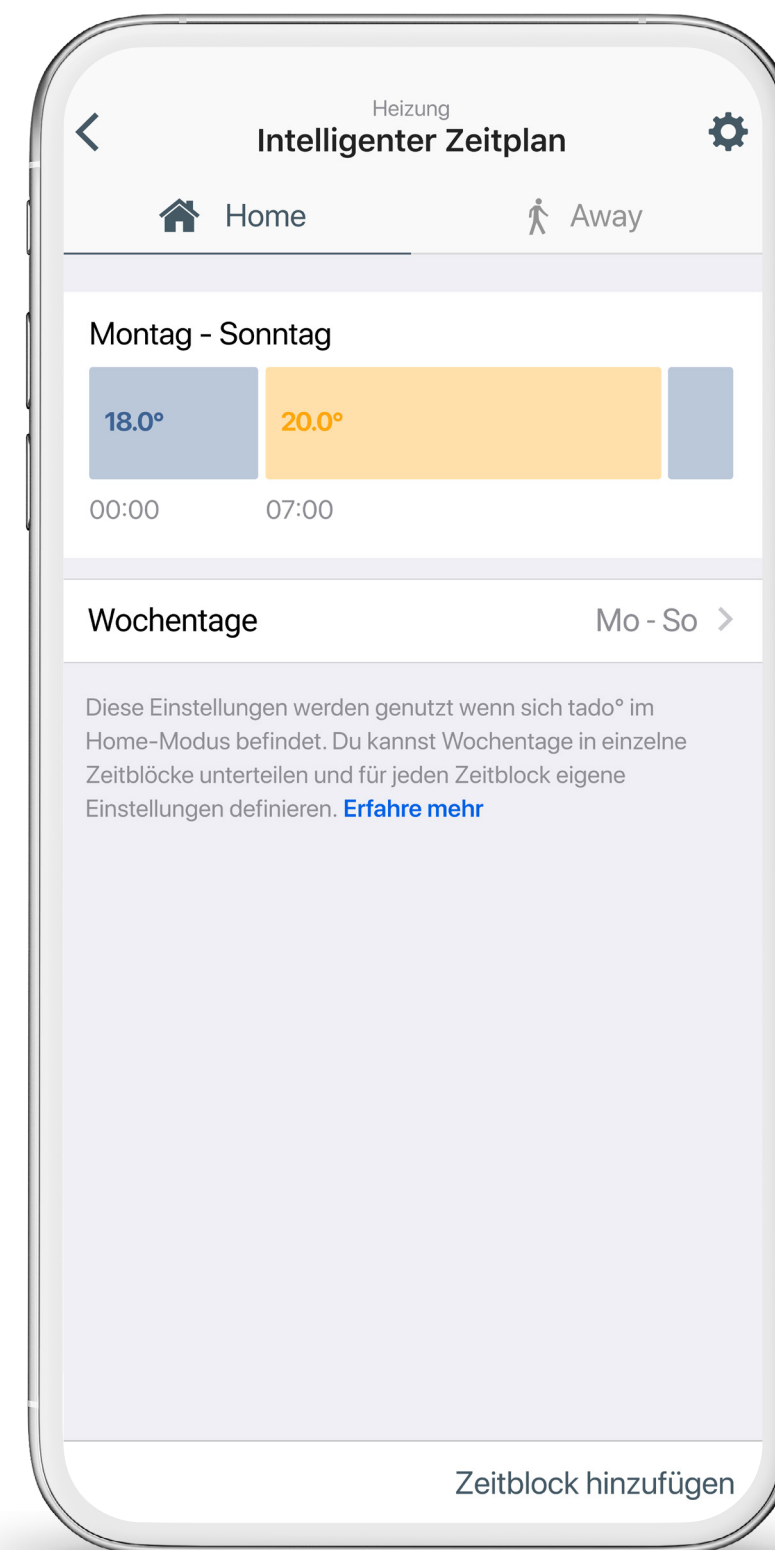 Heizung
Intelligenter Zeitplan
Home
Away
Montag - Sonntag
18.0°
20.0°
00:00
07:00
Wochentage
Mo - So
Diese Einstellungen werden genutzt wenn sich tado° im
Home-Modus befindet. Du kannst Wochentage in einzelne
Zeitblöcke unterteilen und für jeden Zeitblock eigene
Einstellungen definieren. Erfahre mehr
Zeitblock hinzufügen